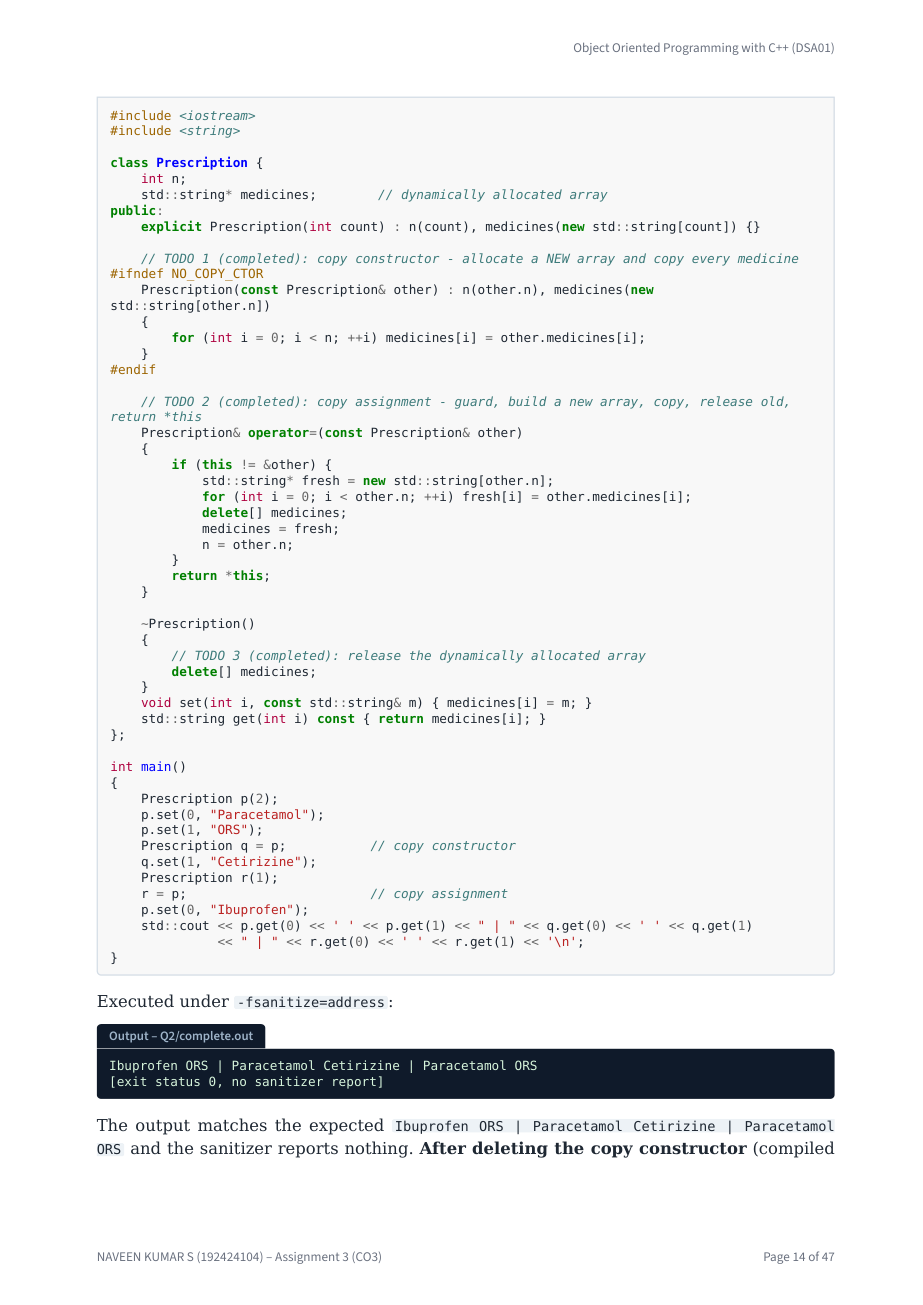 Object Oriented Programming with C++ (DSA01)
#include <iostream>
#include <string>

class Prescription {
    int n;
    std::string* medicines;        // dynamically allocated array
public:
    explicit Prescription(int count) : n(count), medicines(new std::string[count]) {}

    // TODO 1 (completed): copy constructor - allocate a NEW array and copy every medicine
#ifndef NO_COPY_CTOR
    Prescription(const Prescription& other) : n(other.n), medicines(new
std::string[other.n])
    {
        for (int i = 0; i < n; ++i) medicines[i] = other.medicines[i];
    }
#endif

    // TODO 2 (completed): copy assignment - guard, build a new array, copy, release old,
return *this
    Prescription& operator=(const Prescription& other)
    {
        if (this != &other) {
            std::string* fresh = new std::string[other.n];
            for (int i = 0; i < other.n; ++i) fresh[i] = other.medicines[i];
            delete[] medicines;
            medicines = fresh;
            n = other.n;
        }
        return *this;
    }

    ~Prescription()
    {
        // TODO 3 (completed): release the dynamically allocated array
        delete[] medicines;
    }
    void set(int i, const std::string& m) { medicines[i] = m; }
    std::string get(int i) const { return medicines[i]; }
};

int main()
{
    Prescription p(2);
    p.set(0, "Paracetamol");
    p.set(1, "ORS");
    Prescription q = p;           // copy constructor
    q.set(1, "Cetirizine");
    Prescription r(1);
    r = p;                        // copy assignment
    p.set(0, "Ibuprofen");
    std::cout << p.get(0) << ' ' << p.get(1) << " | " << q.get(0) << ' ' << q.get(1)
              << " | " << r.get(0) << ' ' << r.get(1) << '\n';
}
Executed under -fsanitize=address:
Output – Q2/complete.out
Ibuprofen ORS | Paracetamol Cetirizine | Paracetamol ORS
[exit status 0, no sanitizer report]
The output matches the expected Ibuprofen ORS | Paracetamol Cetirizine | Paracetamol
ORS and the sanitizer reports nothing. After deleting the copy constructor (compiled
NAVEEN KUMAR S (192424104) – Assignment 3 (CO3)
Page 14 of 47